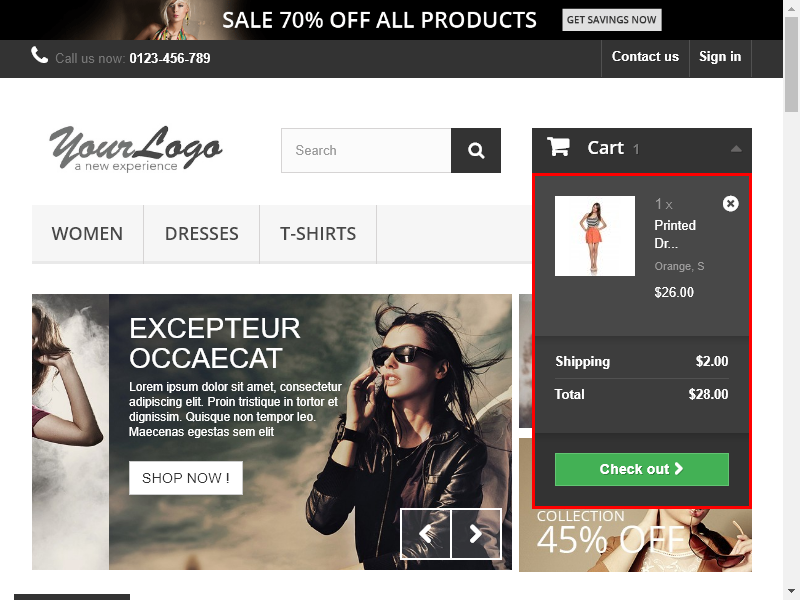 SALE 70% OFF ALL PRODUCTS
GET SAVINGS NOW
Call us now: 0123-456-789
Contact us
Sign in
YourLogo
a new experience
Search
Cart 1
WOMEN
DRESSES
T-SHIRTS
1 x
Printed
Dr...
Orange, S
$26.00
Shipping $2.00
Total $28.00
Check out
EXCEPTEUR
OCCAECAT
Lorem ipsum dolor sit amet, consectetur
adipiscing elit. Proin tristique in tortor et
dignissim. Quisque non tempor leo.
Maecenas egestas sem elit
SHOP NOW !
COLLECTION
45% OFF